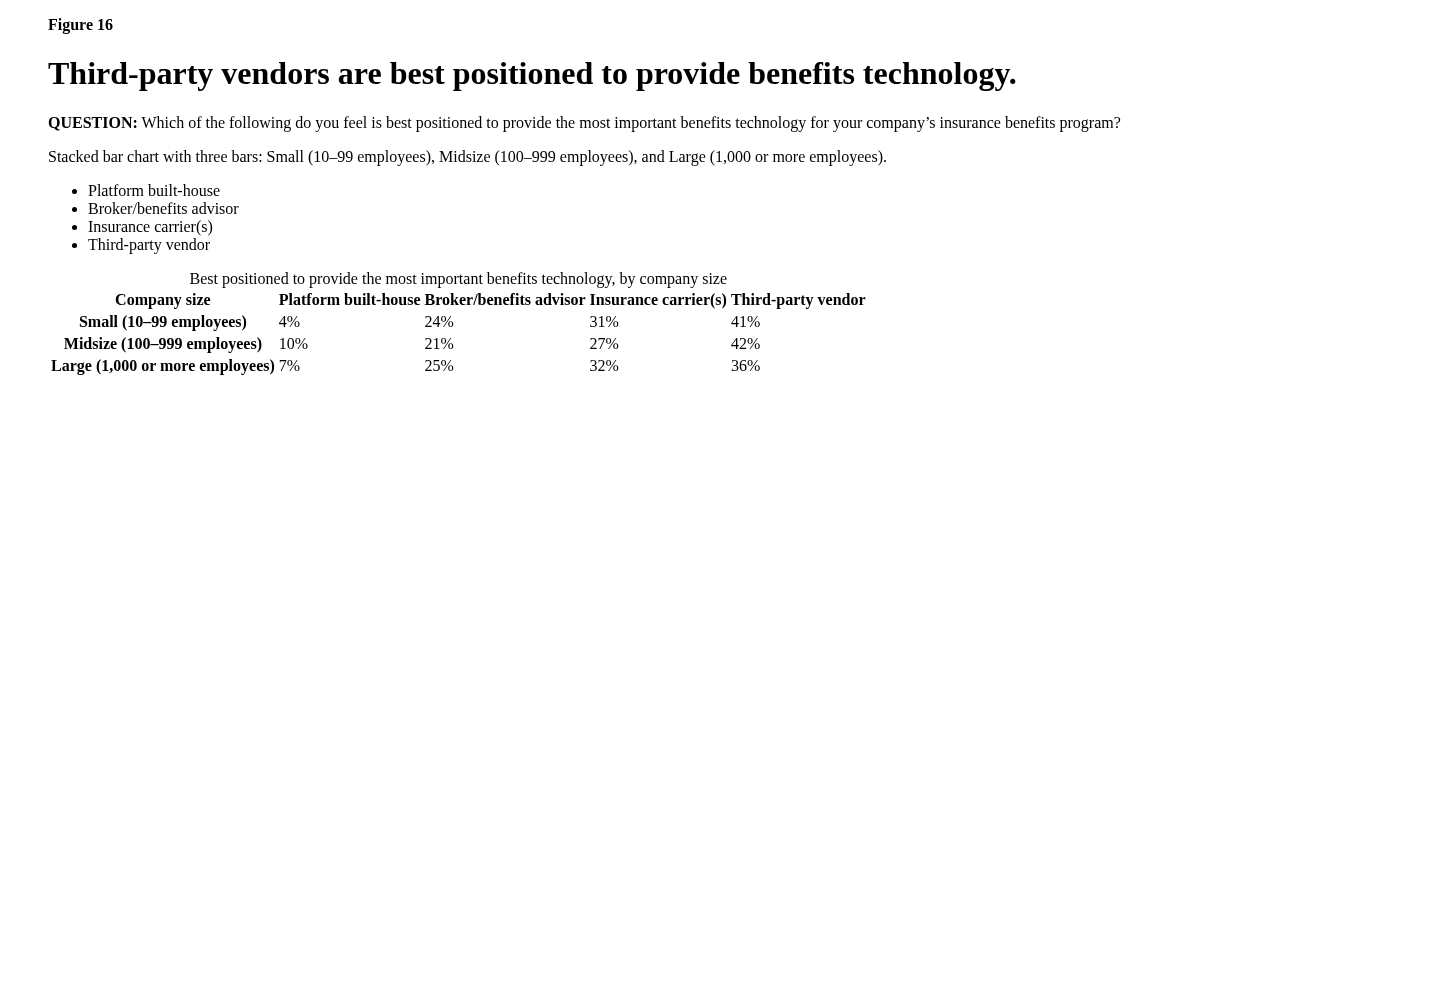 Figure 16
Third-party vendors are best positioned to provide benefits technology.
QUESTION: Which of the following do you feel is best positioned to provide the most important benefits technology for your company’s insurance benefits program?
Stacked bar chart with three bars: Small (10–99 employees), Midsize (100–999 employees), and Large (1,000 or more employees).
• Platform built-house
• Broker/benefits advisor
• Insurance carrier(s)
• Third-party vendor
Best positioned to provide the most important benefits technology, by company size
Company size Platform built-house Broker/benefits advisor Insurance carrier(s) Third-party vendor
Small (10–99 employees) 4% 24% 31% 41%
Midsize (100–999 employees) 10% 21% 27% 42%
Large (1,000 or more employees) 7% 25% 32% 36%